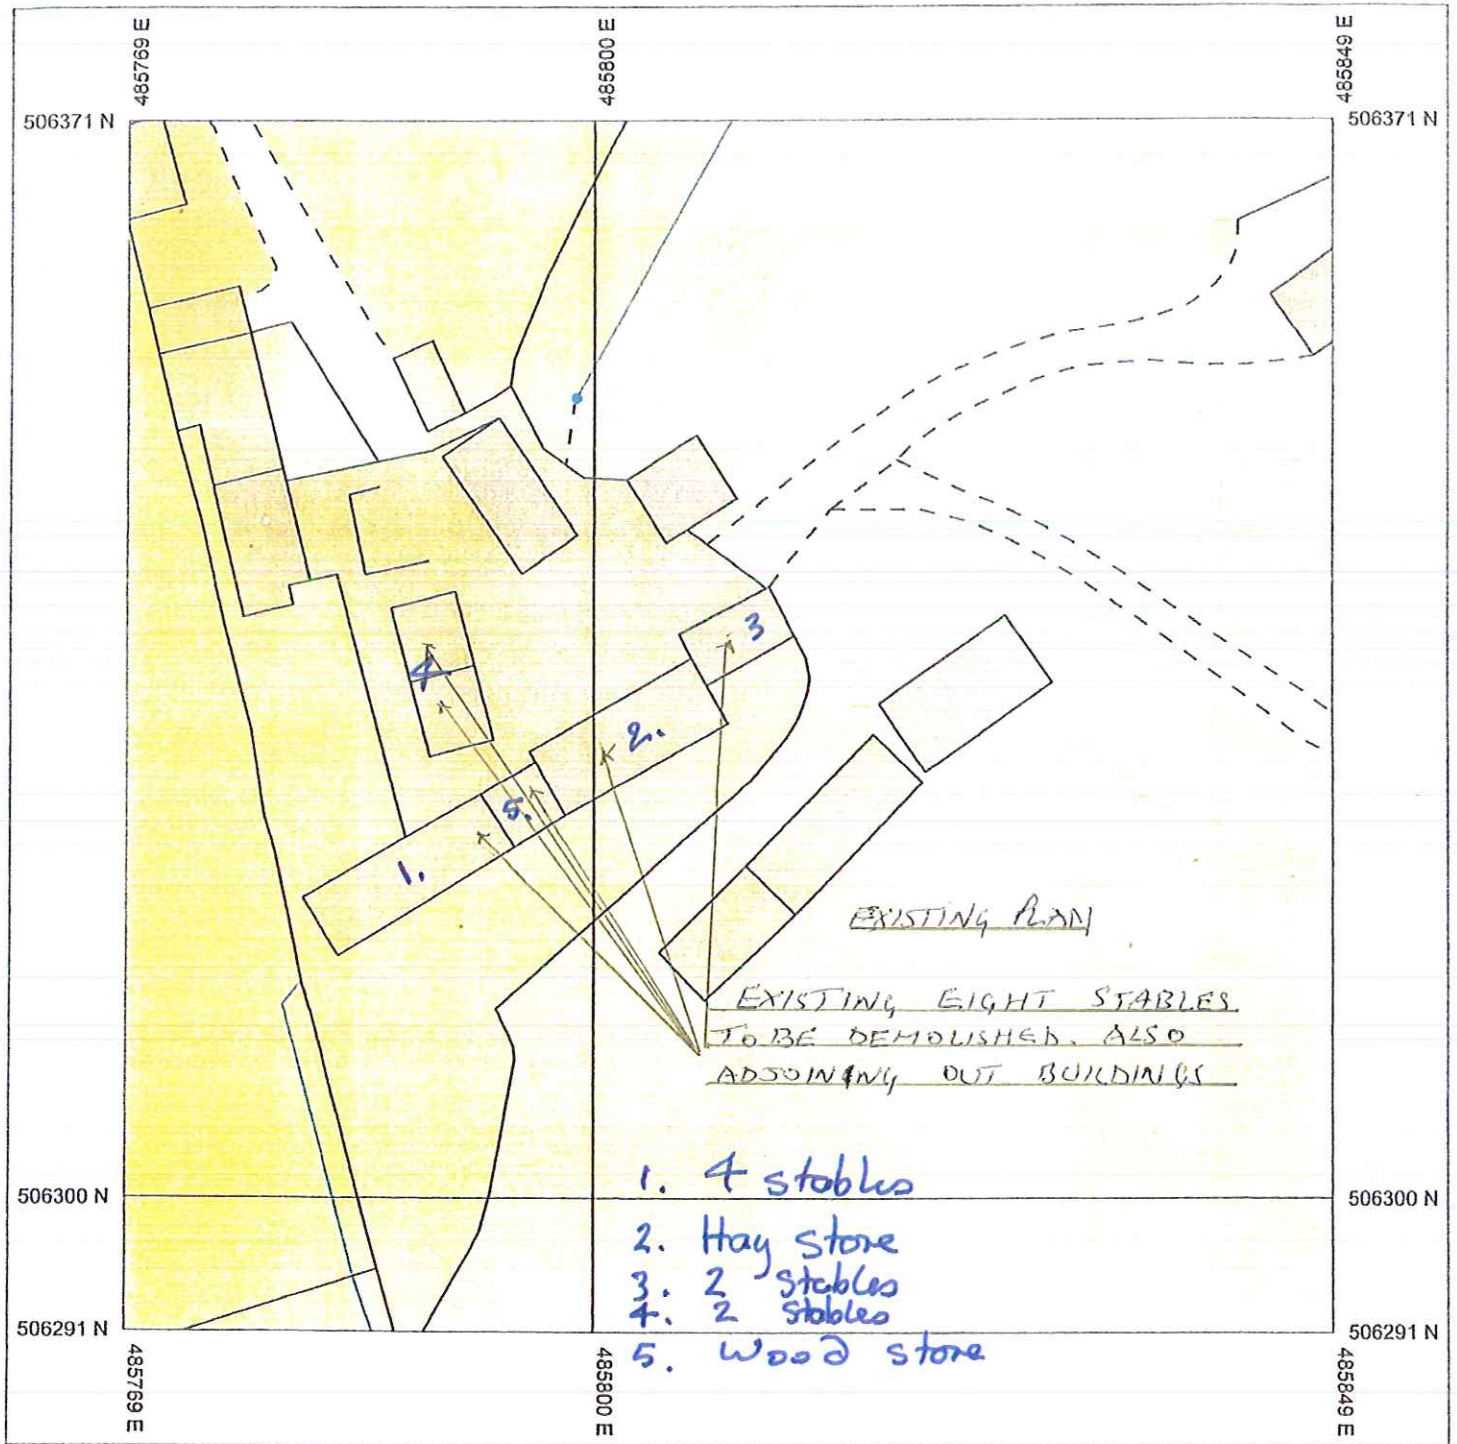 485769 E
485800 E
485849 E
506371 N
506371 N
3
4
2.
5.
1.
EXISTING PLAN
EXISTING EIGHT STABLES
TO BE DEMOLISHED. ALSO
ADJOINING OUT BUILDINGS
1. 4 stables
506300 N
506300 N
2. Hay store
3. 2 stables
4. 2 stables
506291 N
506291 N
5. Wood store
485769 E
485800 E
485849 E